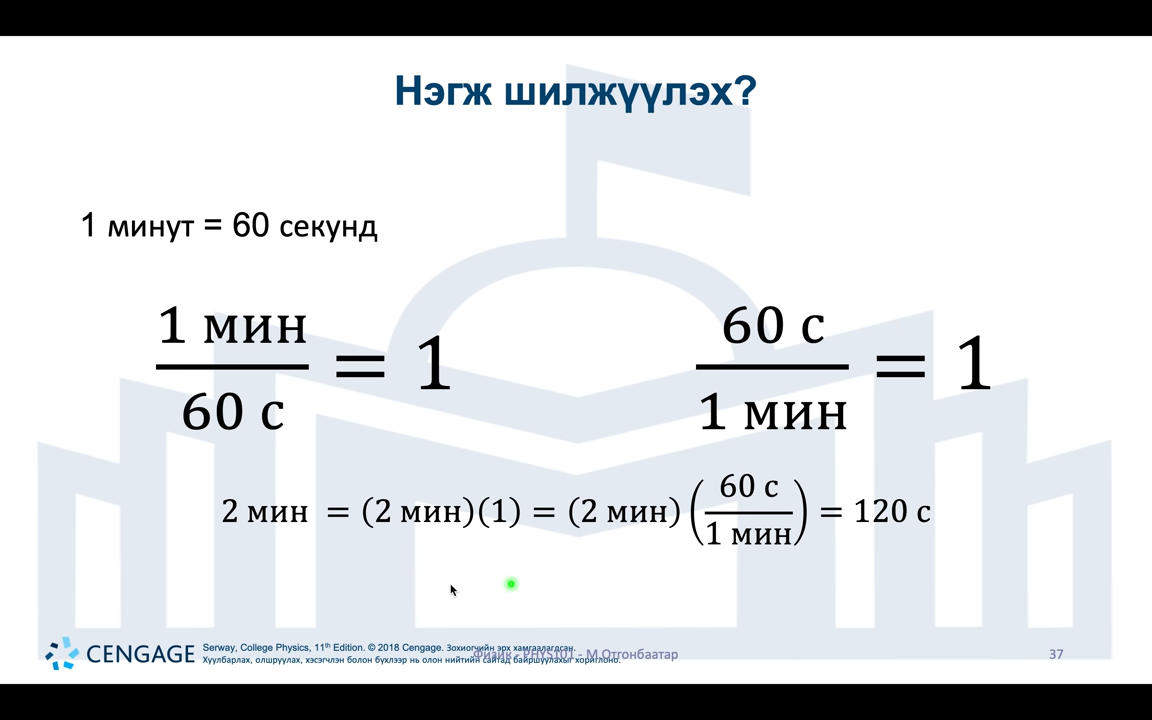 Нэгж шилжүүлэх?
1 минут = 60 секунд
1 мин / 60 с = 1
60 с / 1 мин = 1
2 мин = (2 мин)(1) = (2 мин) (60 с / 1 мин) = 120 с
CENGAGE
Serway, College Physics, 11th Edition. © 2018 Cengage. Зохиогчийн эрх хамгаалагдсан.
Хуулбарлах, олшруулах, хэсэгчлэн болон бүхлээр нь олон нийтийн сайтад байршуулахыг хориглоно.
Физик - PHYS101 - М.Отгонбаатар
37